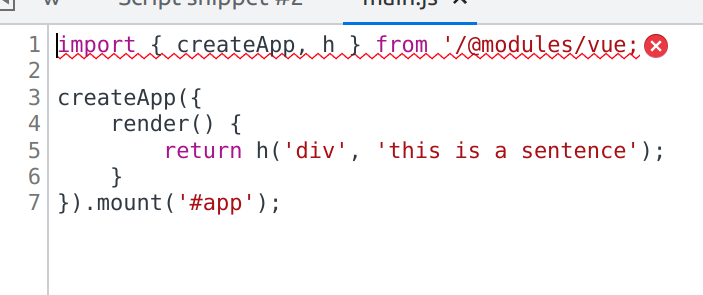 Script snippet #2 main.js ×
1 import { createApp, h } from '/@modules/vue;
2
3 createApp({
4     render() {
5         return h('div', 'this is a sentence');
6     }
7 }).mount('#app');